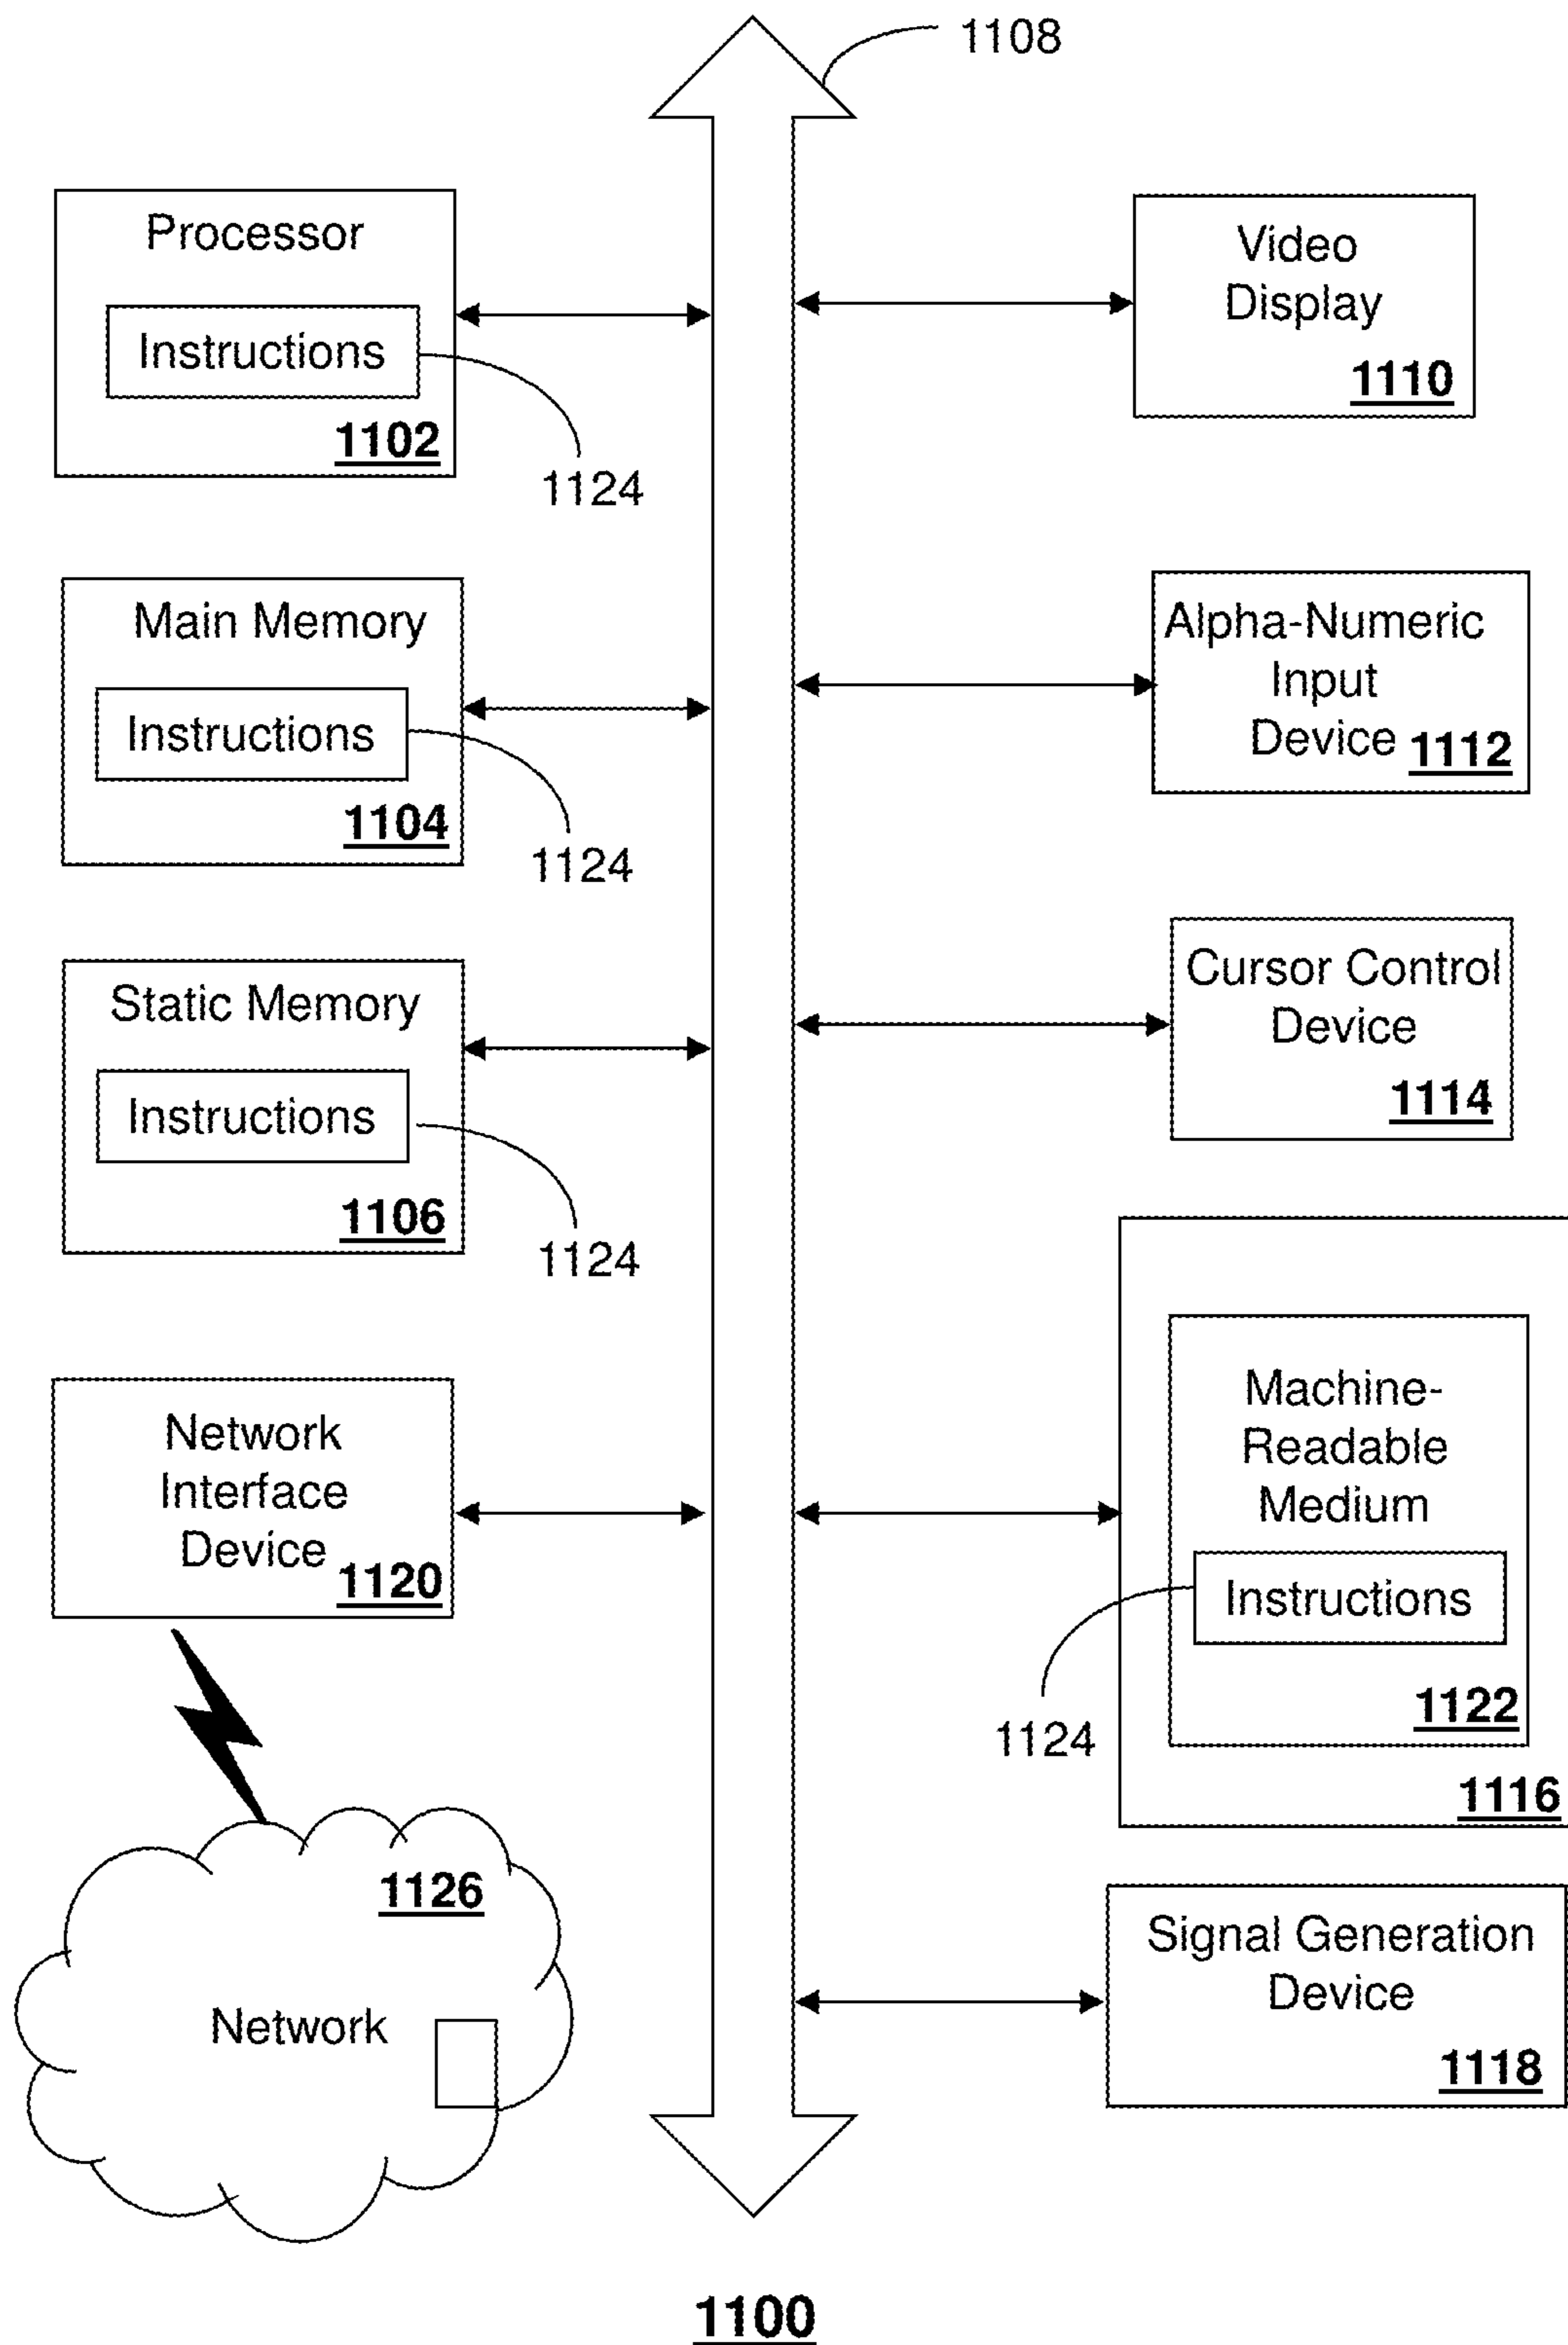 1108
Processor
Instructions
1102
1124
Video
Display
1110
Main Memory
Instructions
1104
1124
Alpha-Numeric
Input
Device 1112
Static Memory
Instructions
1106
1124
Cursor Control
Device
1114
Network
Interface
Device 1120
Machine-
Readable
Medium
Instructions
1122
1124
1116
1126
Network
Signal Generation
Device
1118
1100